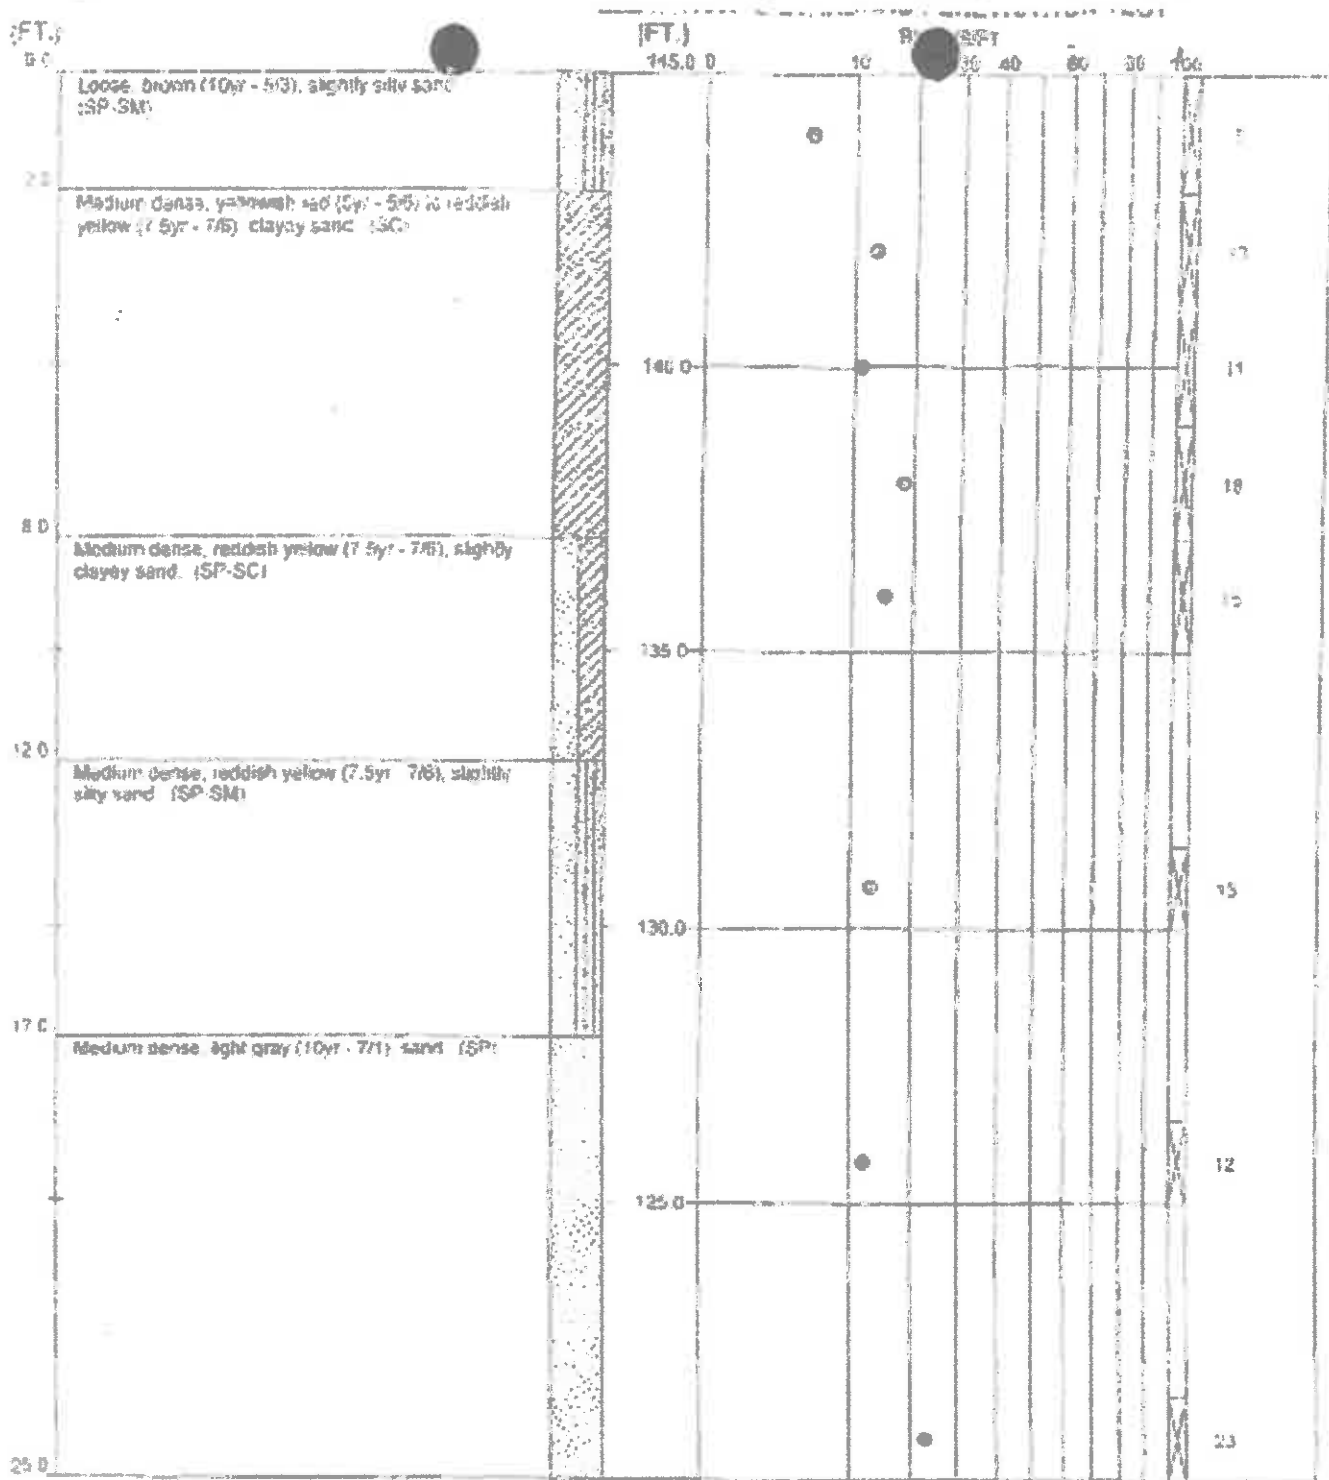 (FT.)
0.0
Loose, brown (10yr - 5/3), slightly silty sand
(SP-SM)
2.0
Medium dense, yellowish red (5yr - 5/6) to reddish
yellow (7.5yr - 7/6) clayey sand (SC)
8.0
Medium dense, reddish yellow (7.5yr - 7/6), slightly
clayey sand. (SP-SC)
12.0
Medium dense, reddish yellow (7.5yr 7/6), slightly
silty sand (SP-SM)
17.0
Medium dense, light gray (10yr - 7/1) sand (SP)
25.0
(FT.)
145.0
0 10 30 40 60 80 100
140.0
135.0
130.0
125.0
11
18
15
12
23